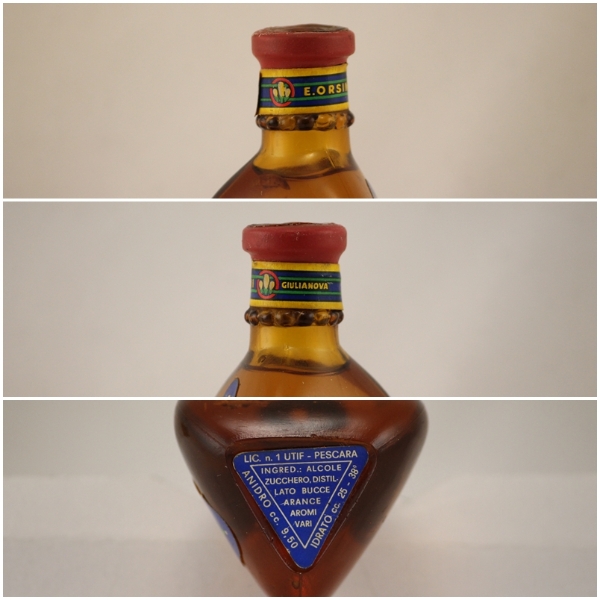 E. ORSI
GIULIANOVA
LIC. n. 1 UTIF - PESCARA
INGRED.: ALCOLE
ZUCCHERO, DISTIL-
LATO BUCCE
ARANCE
AROMI
VARI
ANIDRO cc. 9,50
IDRATO cc. 25 - 38°